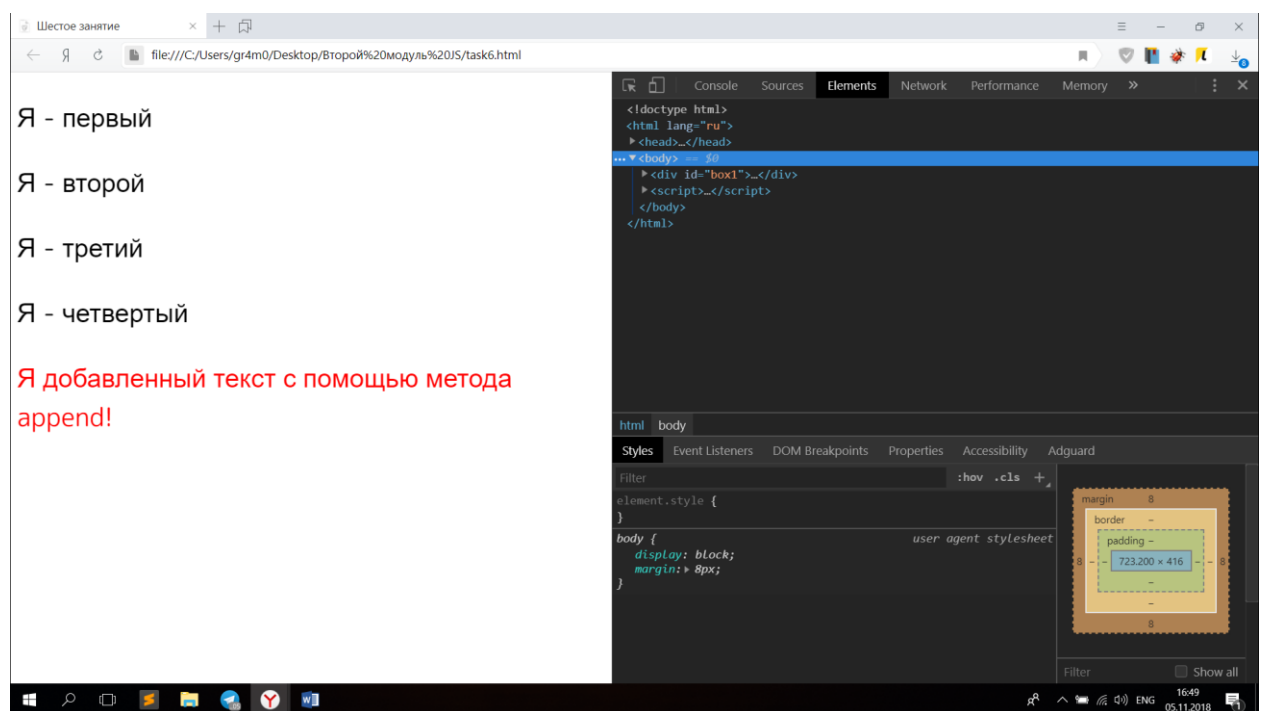 Шестое занятие
file:///C:/Users/gr4m0/Desktop/Второй%20модуль%20JS/task6.html
Я - первый
Я - второй
Я - третий
Я - четвертый
Я добавленный текст с помощью метода
append!
Console Sources Elements Network Performance Memory »
<!doctype html>
<html lang="ru">
▶<head>…</head>
… ▼<body> == $0
▶<div id="box1">…</div>
▶<script>…</script>
</body>
</html>
html body
Styles Event Listeners DOM Breakpoints Properties Accessibility Adguard
Filter :hov .cls +
element.style {
}
body { user agent stylesheet
display: block;
margin:▶ 8px;
}
margin 8
border –
padding –
8 – – 723.200 × 416 – – 8
–
–
8
Filter Show all
ENG 16:49
05.11.2018